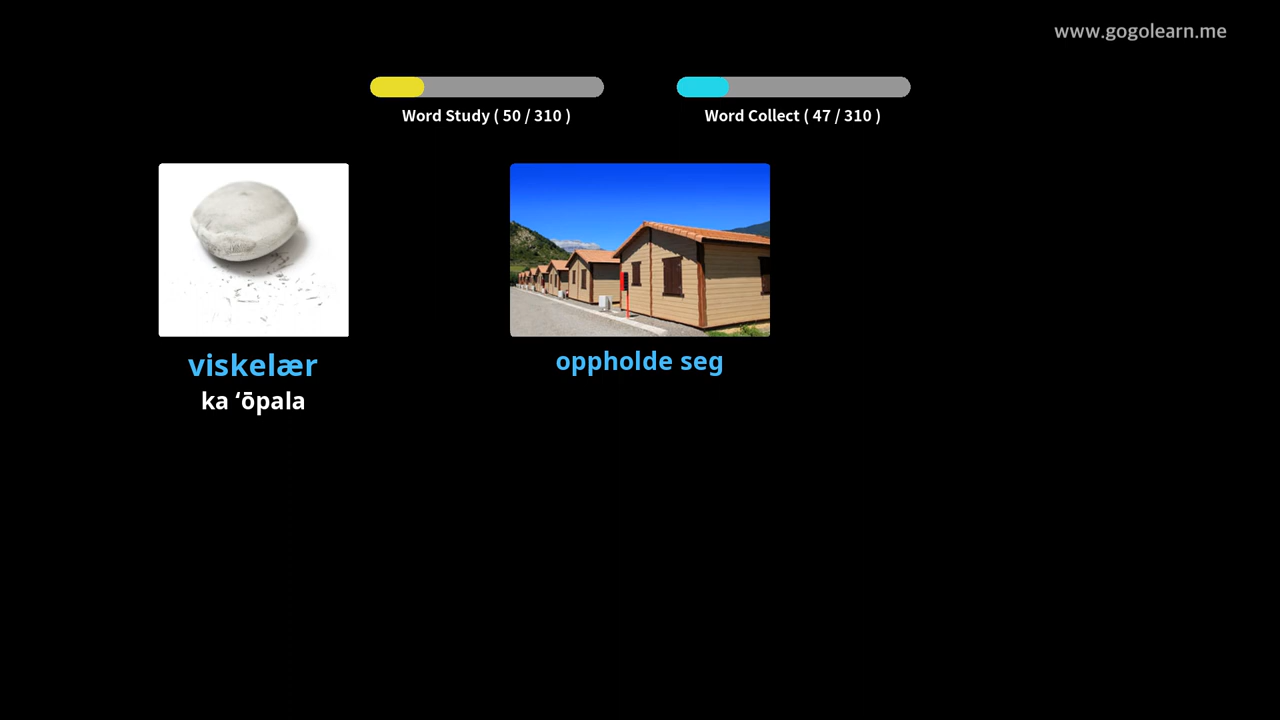 www.gogolearn.me
Word Study ( 50 / 310 )
Word Collect ( 47 / 310 )
viskelær
ka ʻōpala
oppholde seg